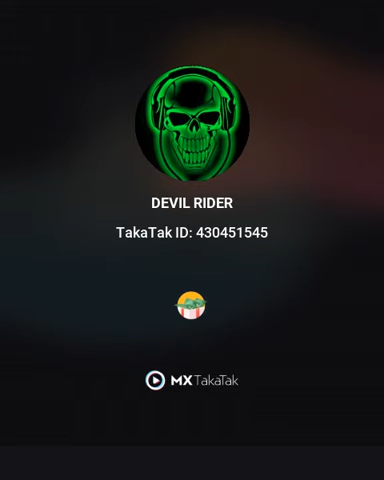 DEVIL RIDER
TakaTak ID: 430451545
MX TakaTak